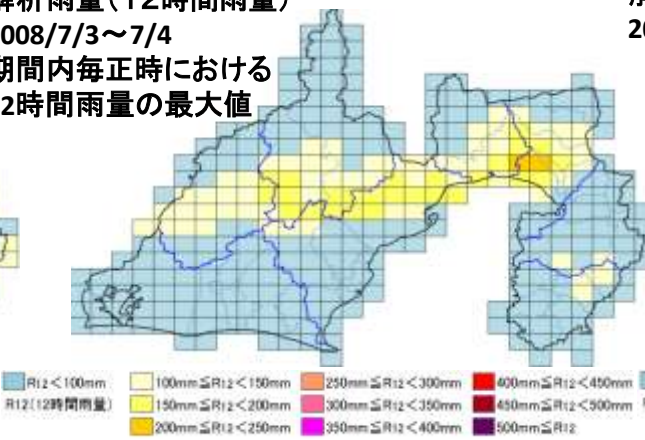 解析雨量(12時間雨量)
008/7/3～7/4
期間内毎正時における
2時間雨量の最大値
20
R12＜100mm
100mm≦R12＜150mm
250mm≦R12＜300mm
400mm≦R12＜450mm
R12(12時間雨量)
150mm≦R12＜200mm
300mm≦R12＜350mm
450mm≦R12＜500mm
200mm≦R12＜250mm
350mm≦R12＜400mm
500mm≦R12